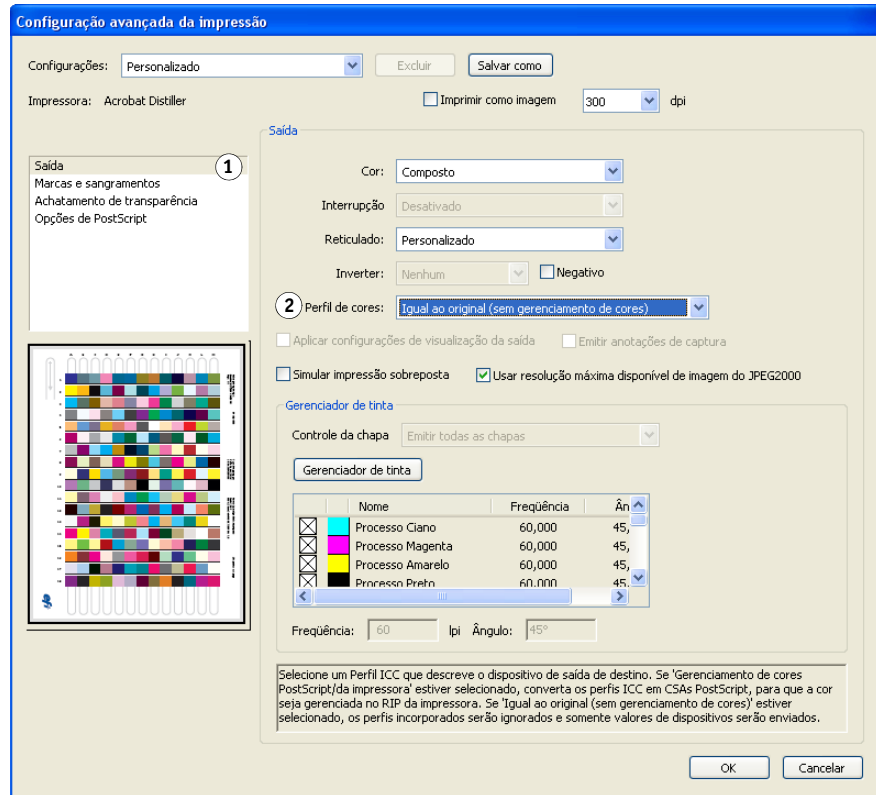 Configuração avançada da impressão
Configurações: Personalizado Excluir Salvar como
Impressora: Acrobat Distiller Imprimir como imagem 300 dpi
Saída
Saída 1
Marcas e sangramentos
Achatamento de transparência
Opções de PostScript
Cor: Composto
Interrupção Desativado
Reticulado: Personalizado
Inverter: Nenhum Negativo
2 Perfil de cores: Igual ao original (sem gerenciamento de cores)
Aplicar configurações de visualização da saída Emitir anotações de captura
Simular impressão sobreposta Usar resolução máxima disponível de imagem do JPEG2000
Gerenciador de tinta
Controle da chapa Emitir todas as chapas
Gerenciador de tinta
Nome Freqüência Ân
Processo Ciano 60,000 45,
Processo Magenta 60,000 45,
Processo Amarelo 60,000 45,
Processo Preto 60,000 45,
Freqüência: 60 lpi Ângulo: 45°
Selecione um Perfil ICC que descreve o dispositivo de saída de destino. Se 'Gerenciamento de cores
PostScript/da impressora' estiver selecionado, converta os perfis ICC em CSAs PostScript, para que a cor
seja gerenciada no RIP da impressora. Se 'Igual ao original (sem gerenciamento de cores)' estiver
selecionado, os perfis incorporados serão ignorados e somente valores de dispositivos serão enviados.
OK Cancelar